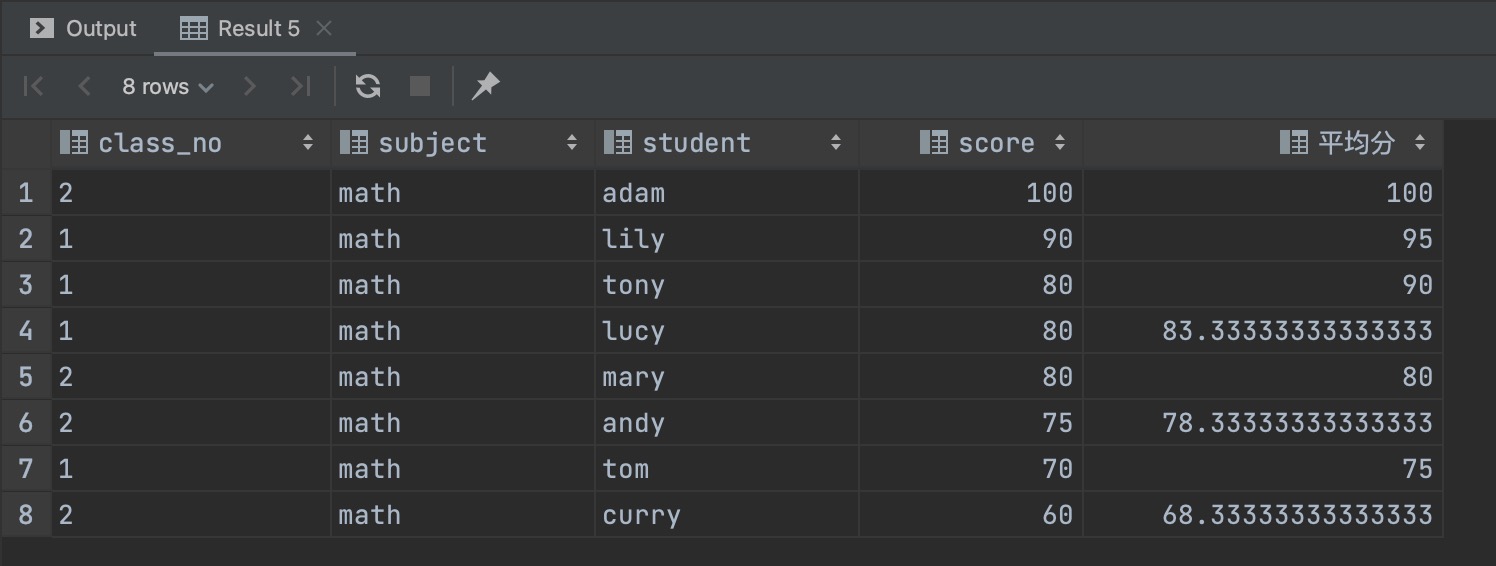 Output Result 5
8 rows
class_no subject student score 平均分
1 2 math adam 100 100
2 1 math lily 90 95
3 1 math tony 80 90
4 1 math lucy 80 83.33333333333333
5 2 math mary 80 80
6 2 math andy 75 78.33333333333333
7 1 math tom 70 75
8 2 math curry 60 68.33333333333333